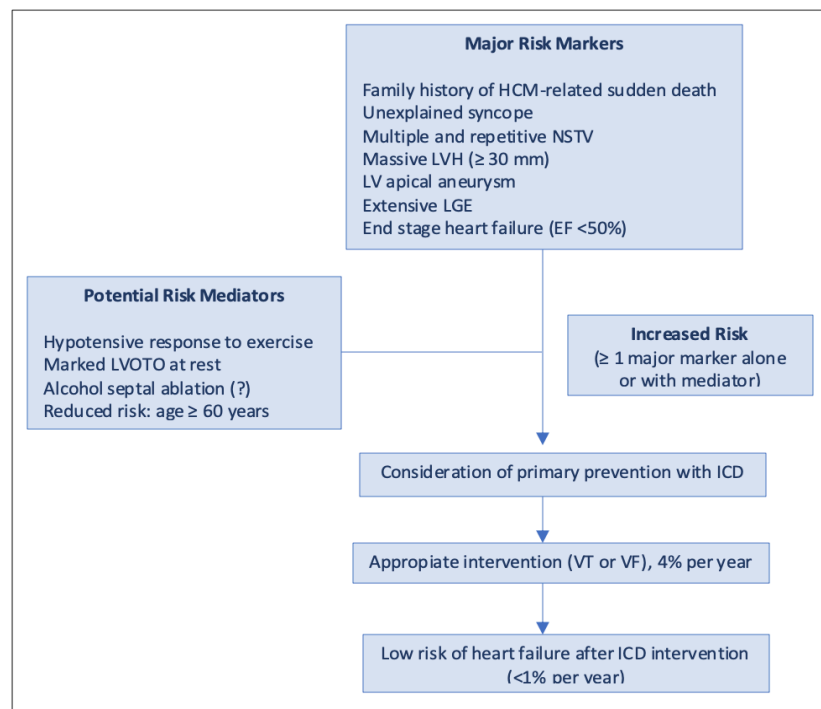 Major Risk Markers
Family history of HCM-related sudden death
Unexplained syncope
Multiple and repetitive NSTV
Massive LVH (≥ 30 mm)
LV apical aneurysm
Extensive LGE
End stage heart failure (EF <50%)
Potential Risk Mediators
Hypotensive response to exercise
Marked LVOTO at rest
Alcohol septal ablation (?)
Reduced risk: age ≥ 60 years
Increased Risk
(≥ 1 major marker alone
or with mediator)
Consideration of primary prevention with ICD
Appropiate intervention (VT or VF), 4% per year
Low risk of heart failure after ICD intervention
(<1% per year)